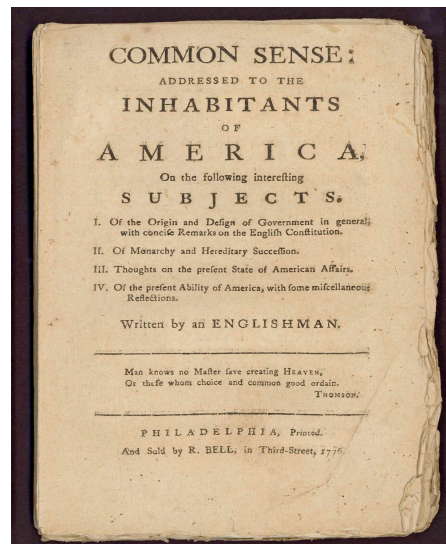 COMMON SENSE:
ADDRESSED TO THE
INHABITANTS
OF
AMERICA,
On the following intereſting
SUBJECTS.
I. Of the Origin and Deſign of Government in general,
with conciſe Remarks on the Engliſh Conſtitution.
II. Of Monarchy and Hereditary Succeſſion.
III. Thoughts on the preſent State of American Affairs.
IV. Of the preſent Ability of America, with ſome miſcellaneous
Reflections.
Written by an ENGLISHMAN.
Man knows no Maſter ſave creating HEAVEN,
Or thoſe whom choice and common good ordain.
THOMSON.
PHILADELPHIA, Printed.
And Sold by R. BELL, in Third-Street, 1776.